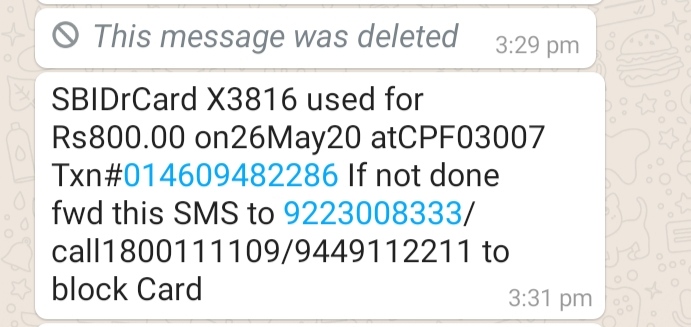 This message was deleted
3:29 pm
SBIDrCard X3816 used for
Rs800.00 on26May20 atCPF03007
Txn#014609482286 If not done
fwd this SMS to 9223008333/
call1800111109/9449112211 to
block Card
3:31 pm